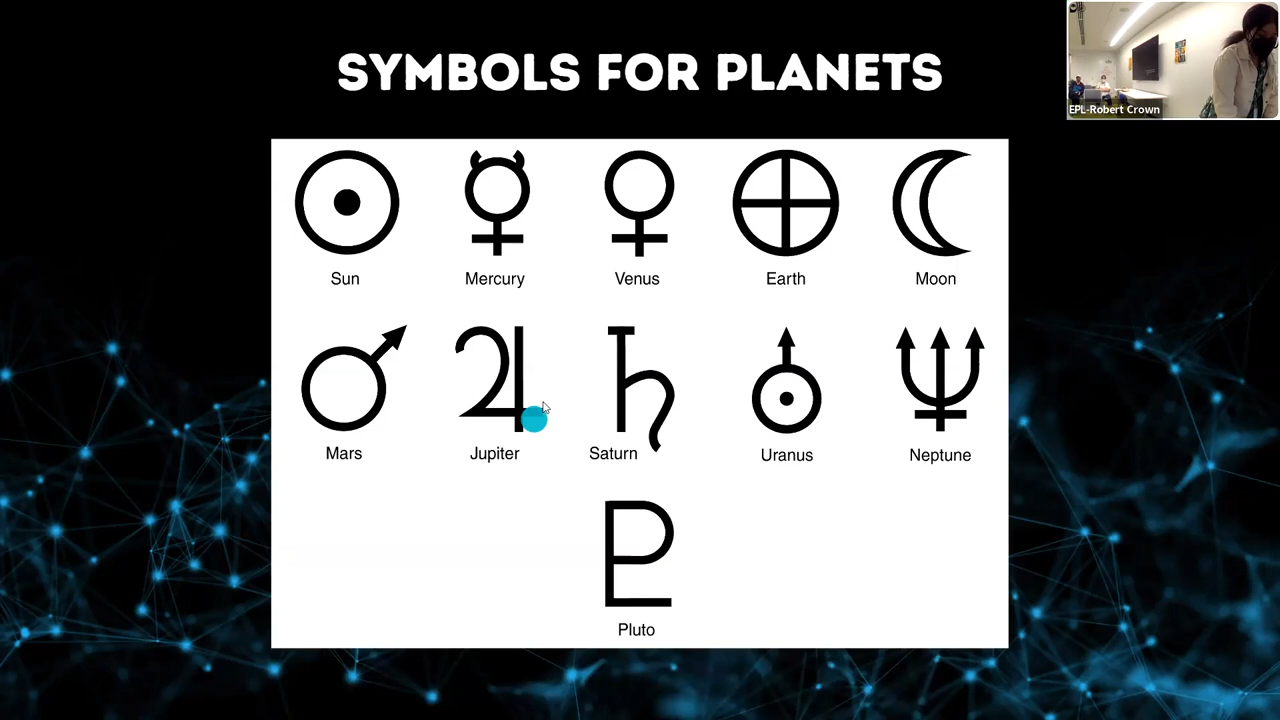 SYMBOLS FOR PLANETS
EPL-Robert Crown
Sun Mercury Venus Earth Moon
Mars Jupiter Saturn Uranus Neptune
Pluto